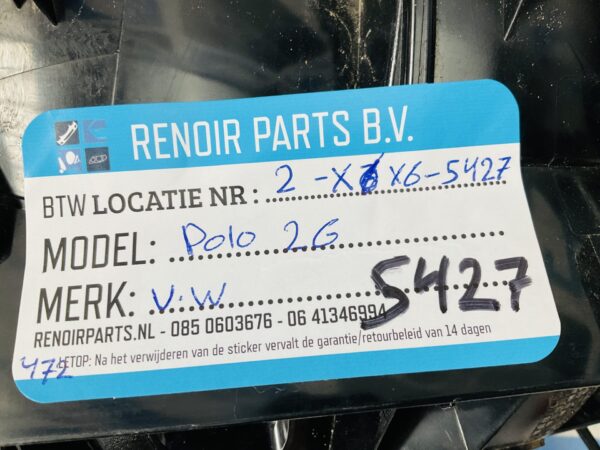 RENOIR PARTS B.V.
BTW LOCATIE NR: 2-X X6-5427
MODEL: Polo 2G
MERK: V.W
5427
RENOIRPARTS.NL - 085 0603676 - 06 41346994
LETOP: Na het verwijderen van de sticker vervalt de garantie/retourbeleid van 14 dagen
472